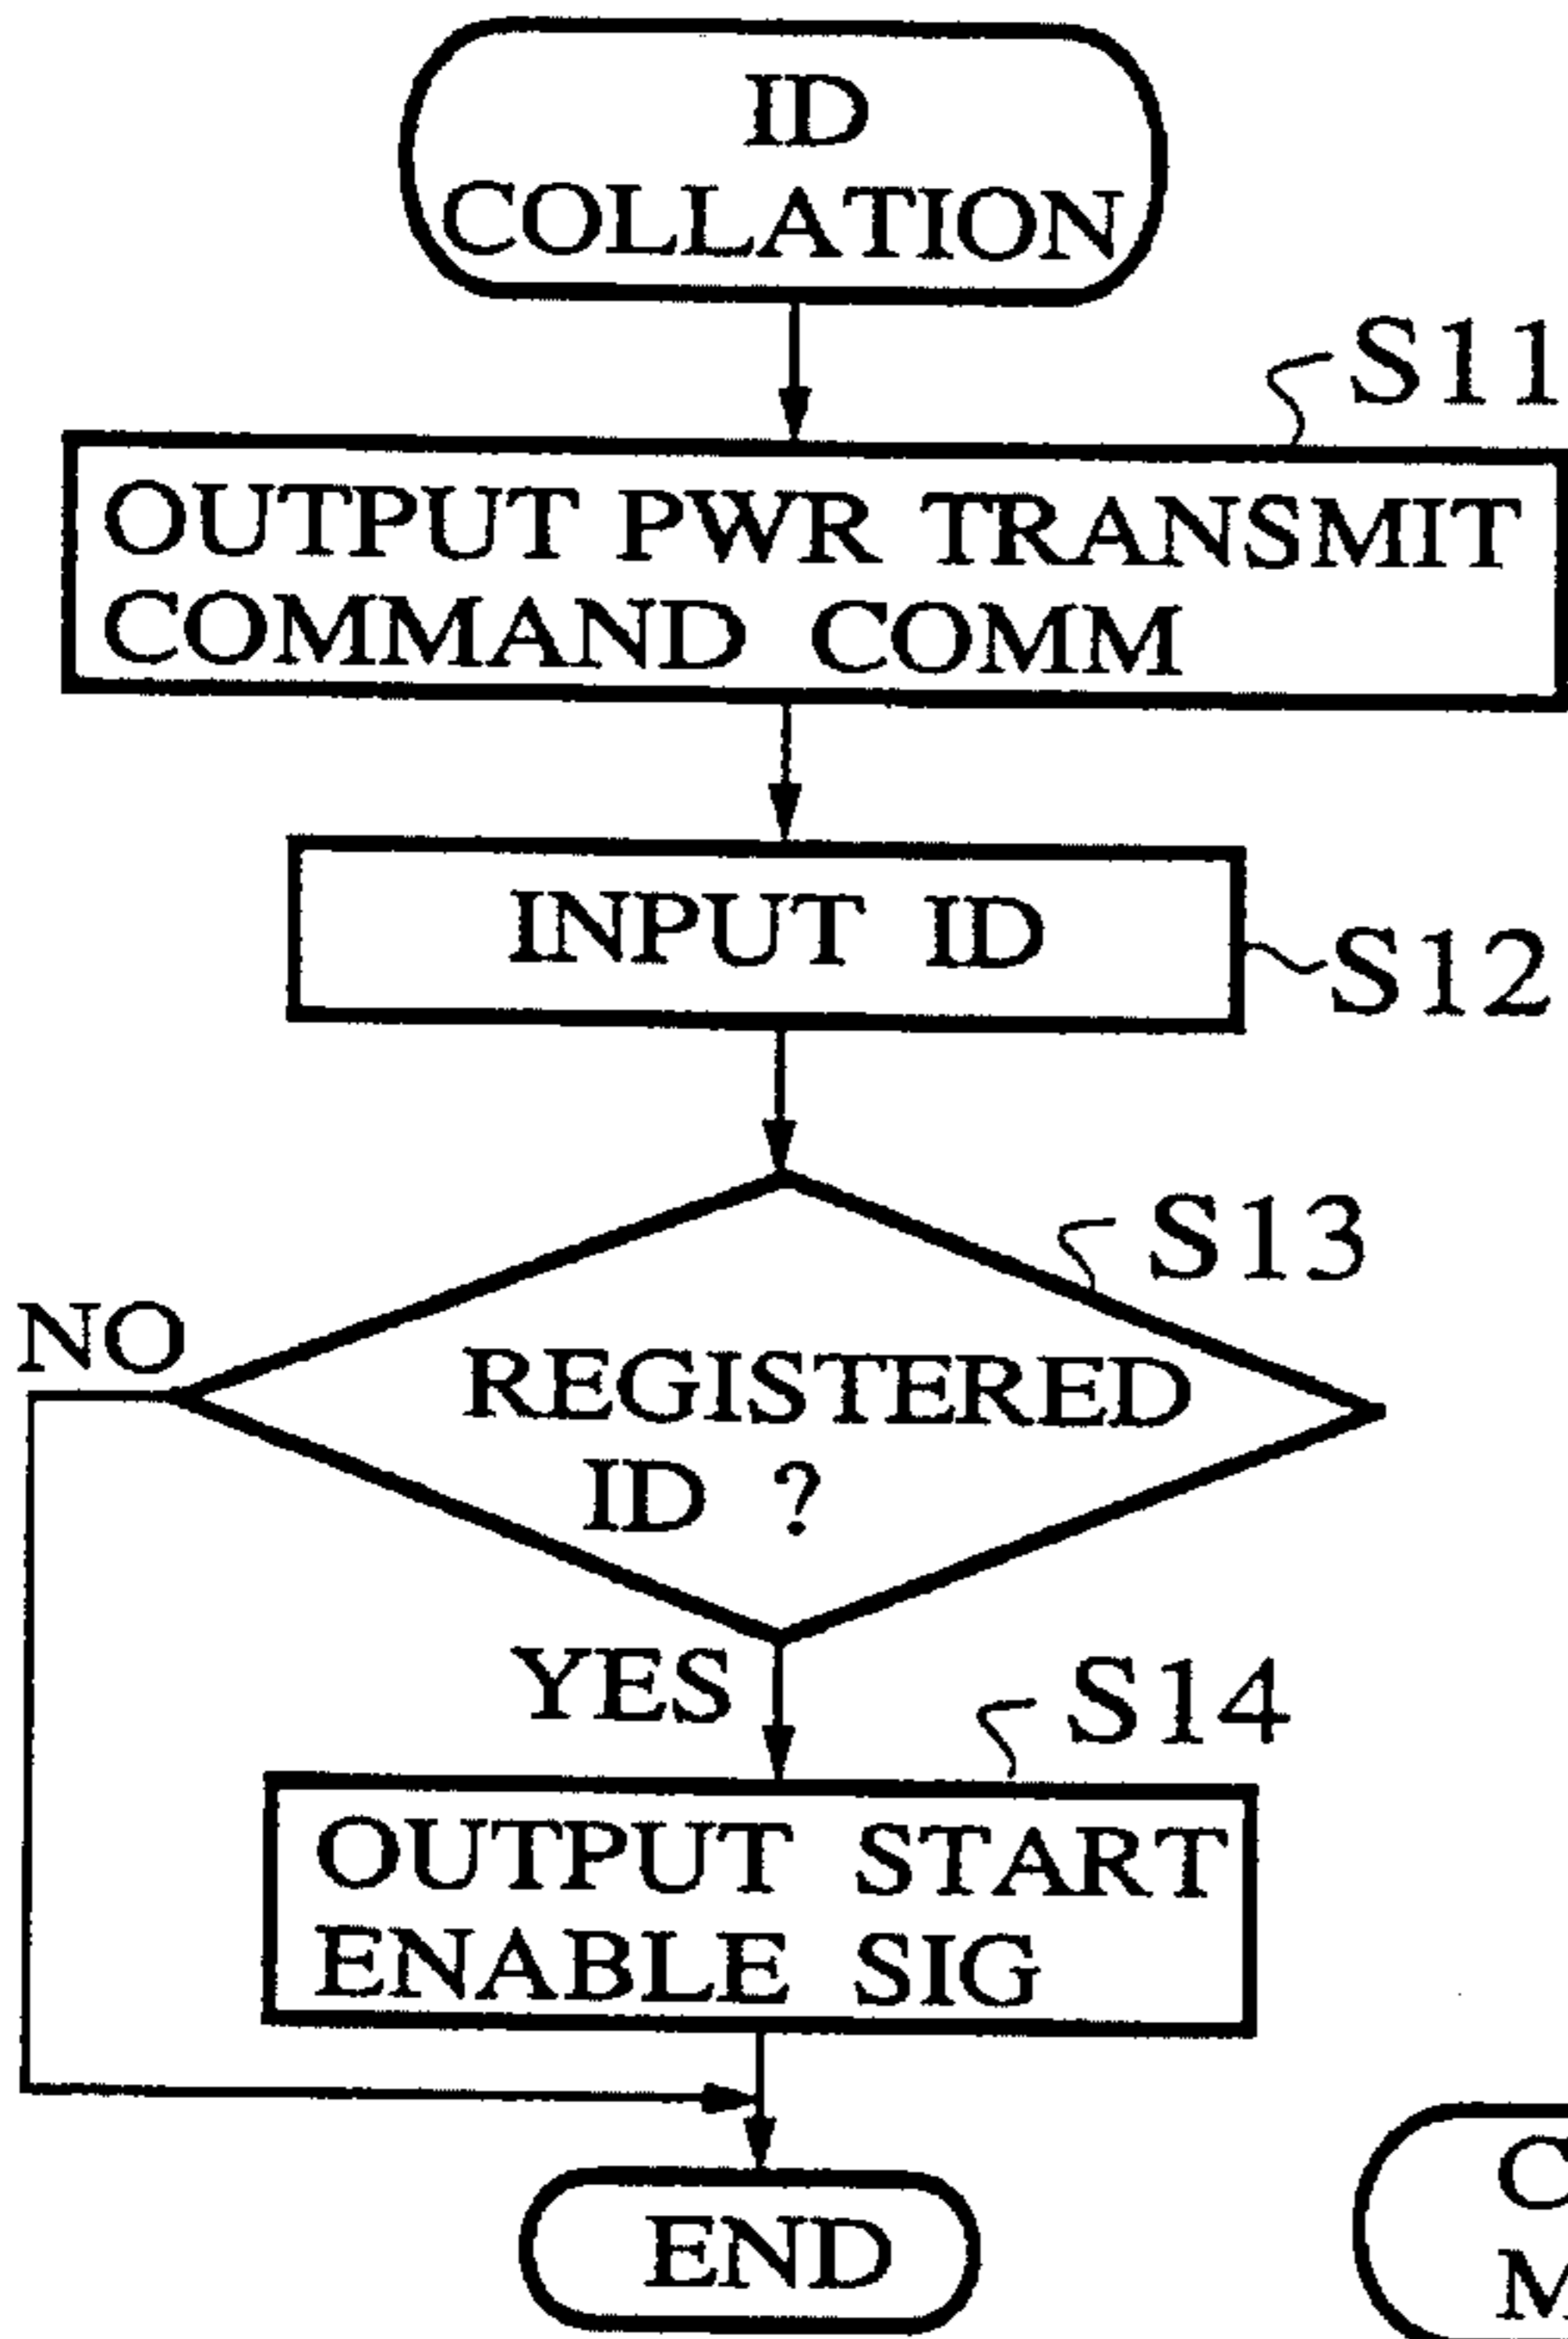 ID
COLLATION
S11
OUTPUT PWR TRANSMIT
COMMAND COMM
INPUT ID
S12
S13
NO
REGISTERED
ID ?
YES
S14
OUTPUT START
ENABLE SIG
END